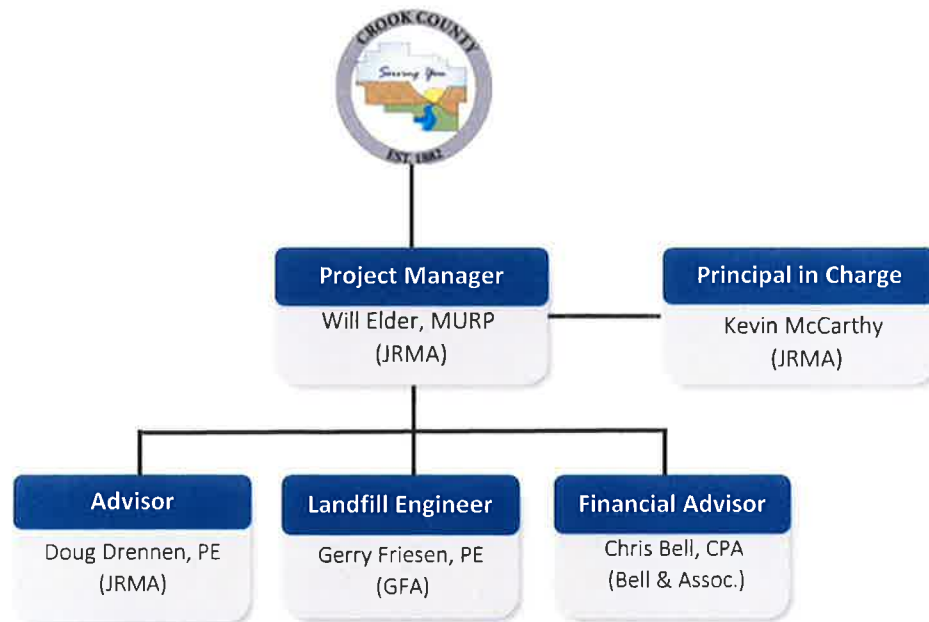 CROOK COUNTY
Serving You
EST. 1882
Project Manager
Will Elder, MURP
(JRMA)
Principal in Charge
Kevin McCarthy
(JRMA)
Advisor
Doug Drennen, PE
(JRMA)
Landfill Engineer
Gerry Friesen, PE
(GFA)
Financial Advisor
Chris Bell, CPA
(Bell & Assoc.)